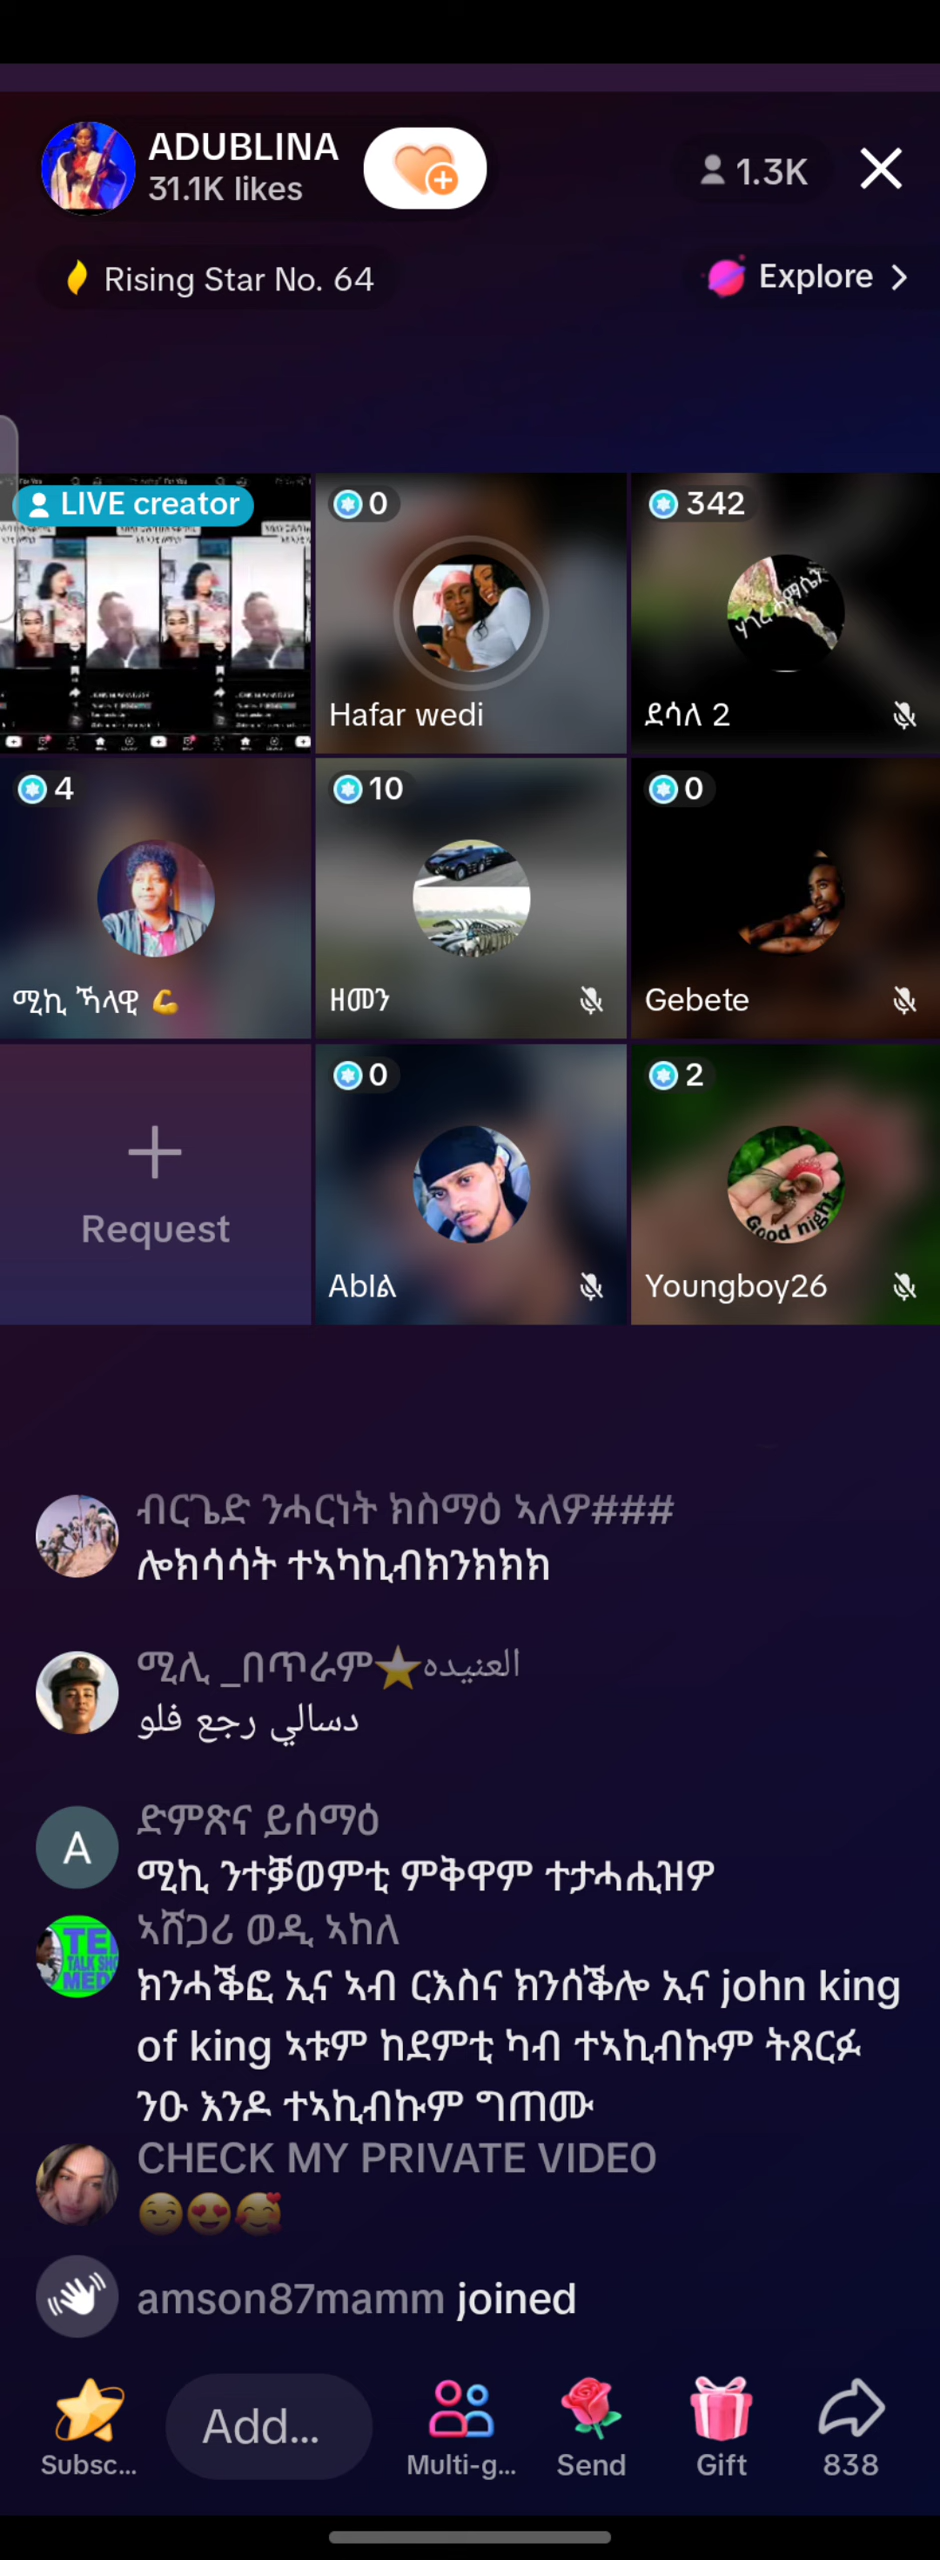 ADUBLINA
31.1K likes
1.3K
Rising Star No. 64
Explore
LIVE creator
0
342
Hafar wedi
ደሳለ 2
4
10
0
ሚኪ ኻላዊ 💪
ዘመን
Gebete
0
2
Request
Good night
Ablል
Youngboy26
ብርጌድ ንሓርነት ክስማዕ ኣለዎ###
ሎክሳሳት ተኣካኪብክንክክክ
ሚሊ _በጥራም⭐العنيده
دسالي رجع فلو
A
ድምጽና ይሰማዕ
ሚኪ ንተቓወምቲ ምቅዋም ተታሓሒዝዎ
ኣሸጋሪ ወዲ ኣከለ
ክንሓቕፎ ኢና ኣብ ርእስና ክንሰቕሎ ኢና john king
of king ኣቱም ከደምቲ ካብ ተኣኪብኩም ትጸርፉ
ንዑ እንዶ ተኣኪብኩም ግጠሙ
CHECK MY PRIVATE VIDEO
😏😍🥰
amson87mamm joined
Subsc...
Add...
Multi-g...
Send
Gift
838